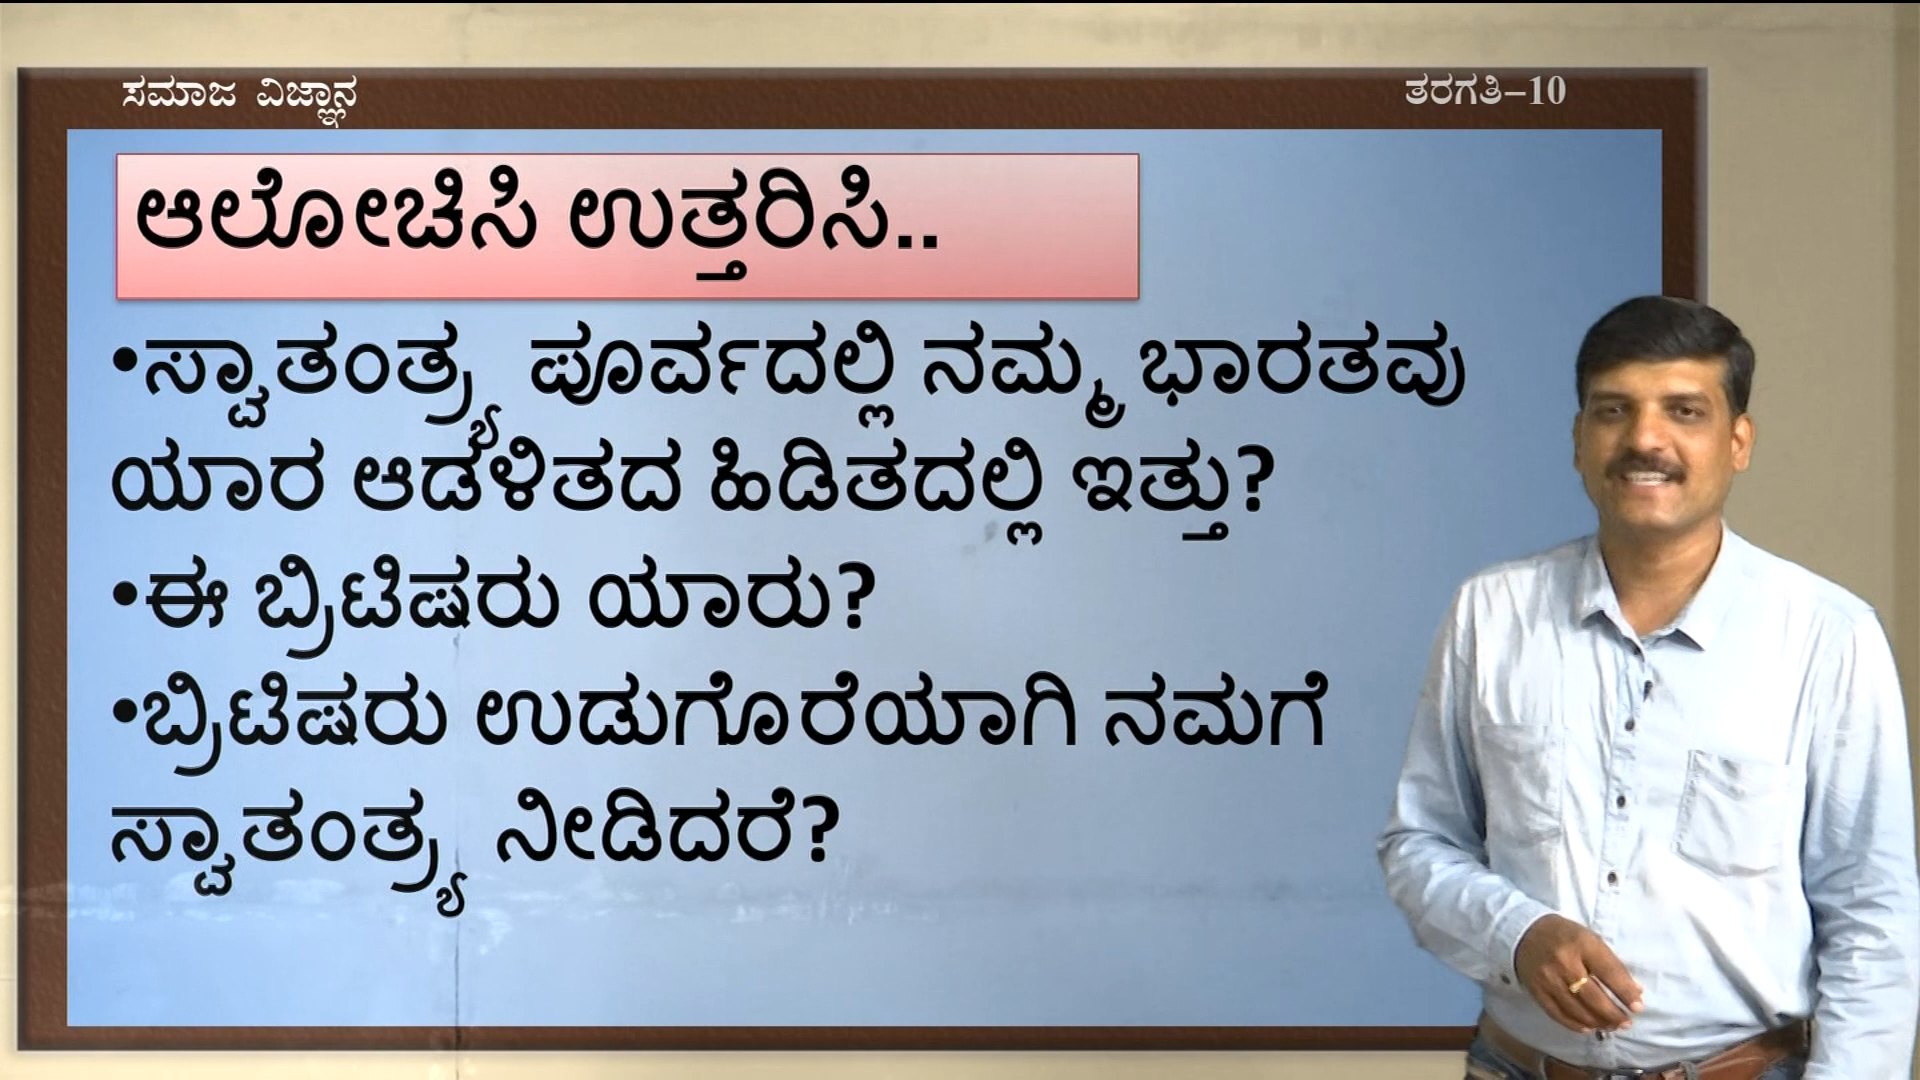 ಸಮಾಜ ವಿಜ್ಞಾನ
ತರಗತಿ–10
ಆಲೋಚಿಸಿ ಉತ್ತರಿಸಿ..
•ಸ್ವಾತಂತ್ರ್ಯ ಪೂರ್ವದಲ್ಲಿ ನಮ್ಮ ಭಾರತವು
ಯಾರ ಆಡಳಿತದ ಹಿಡಿತದಲ್ಲಿ ಇತ್ತು?
•ಈ ಬ್ರಿಟಿಷರು ಯಾರು?
•ಬ್ರಿಟಿಷರು ಉಡುಗೊರೆಯಾಗಿ ನಮಗೆ
ಸ್ವಾತಂತ್ರ್ಯ ನೀಡಿದರೆ?